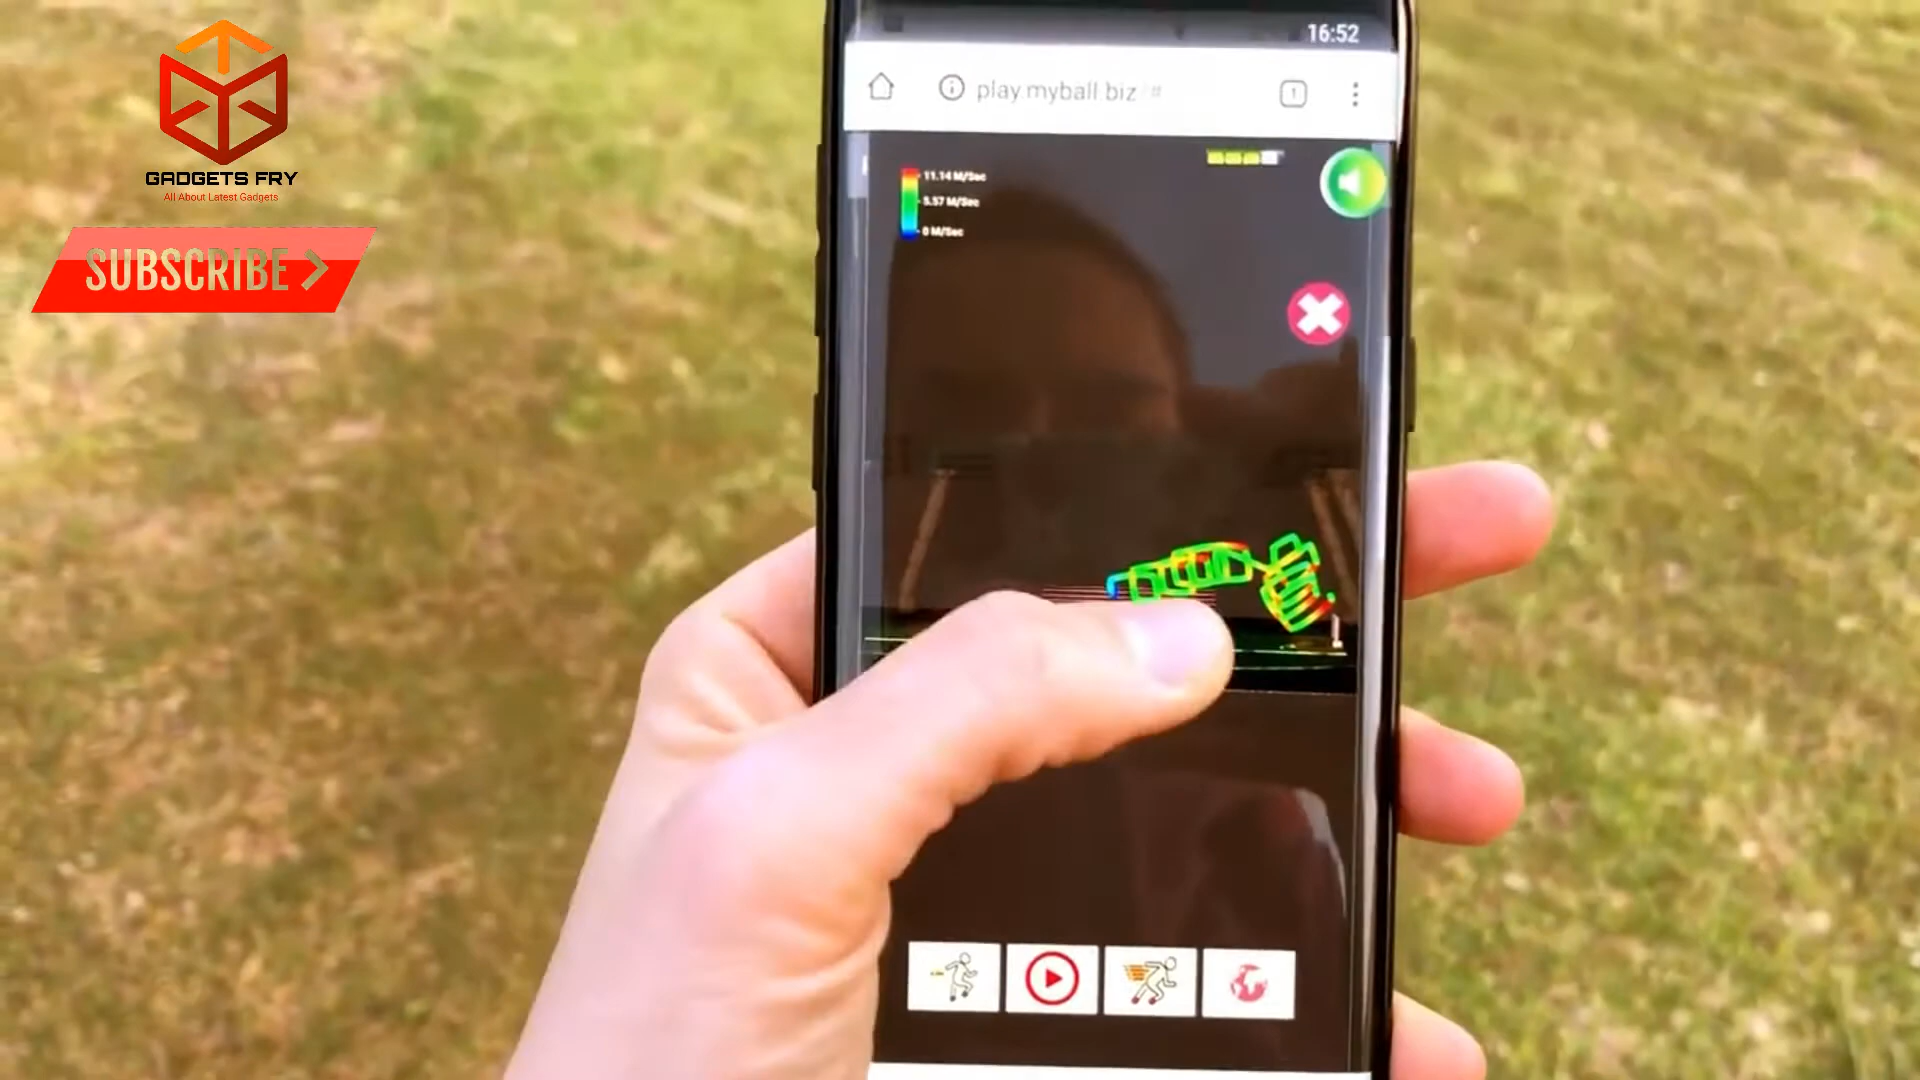 GADGETS FRY
All About Latest Gadgets
SUBSCRIBE
16:52
play.myball.biz/#
1
11.14 M/Sec
5.57 M/Sec
0 M/Sec